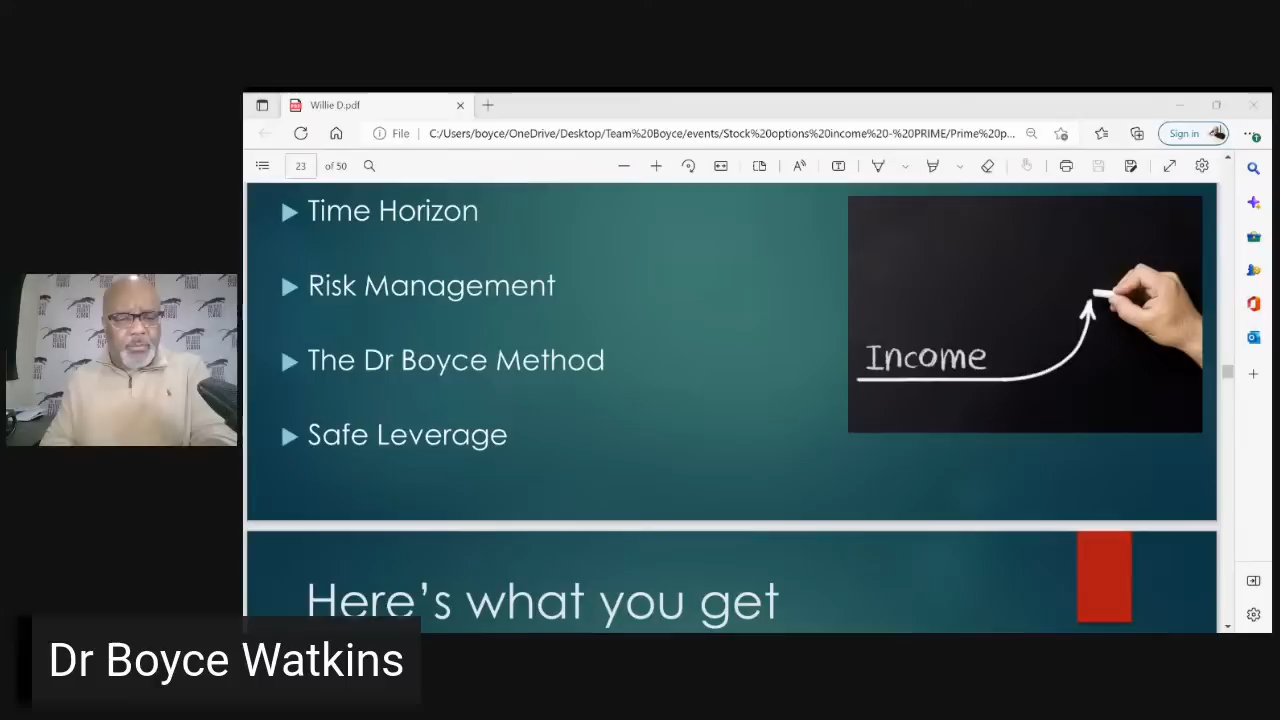 Willie D.pdf
File
C:/Users/boyce/OneDrive/Desktop/Team%20Boyce/events/Stock%20options%20income%20-%20PRIME/Prime%20p...
Sign in
23 of 50
Time Horizon
Risk Management
The Dr Boyce Method
Safe Leverage
Income
Here's what you get
Dr Boyce Watkins